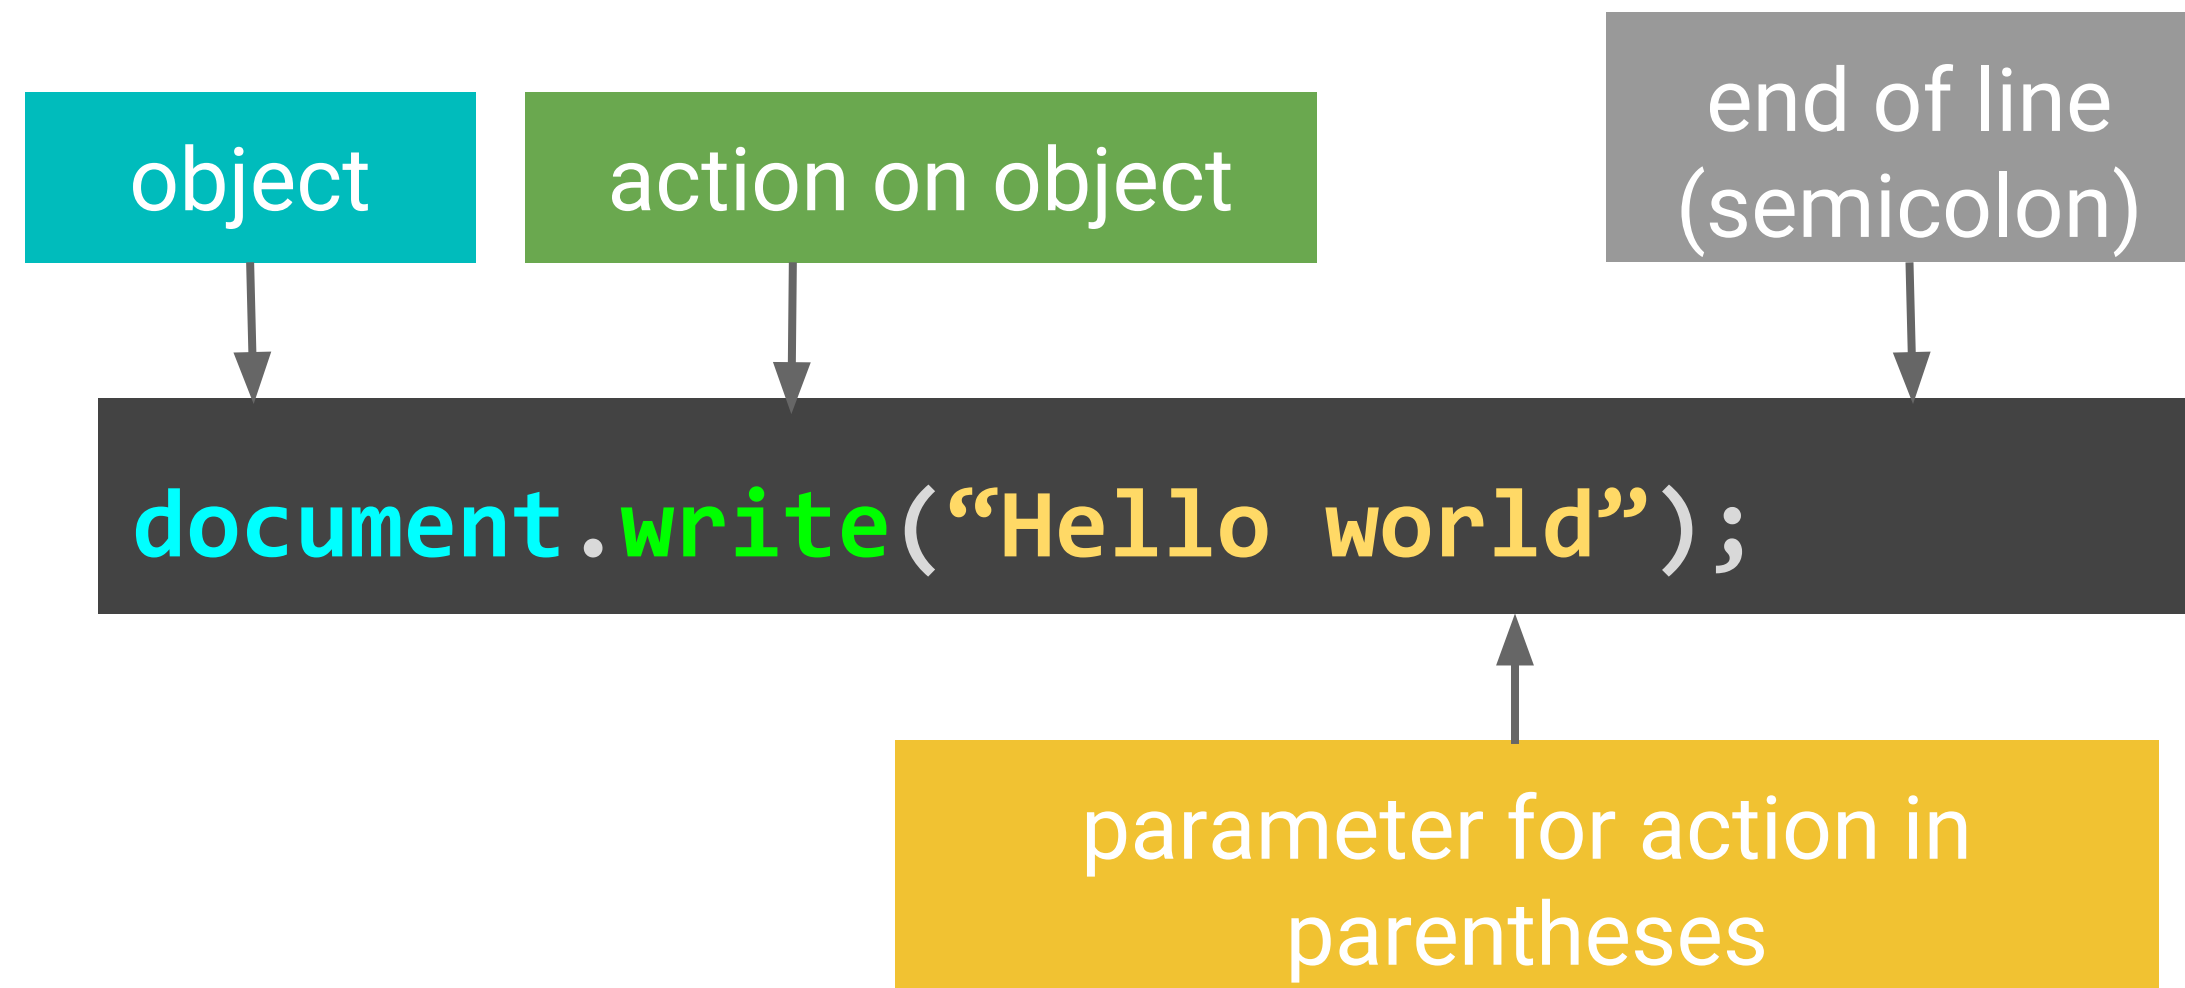 object
action on object
end of line
(semicolon)
document.write(“Hello world”);
parameter for action in
parentheses